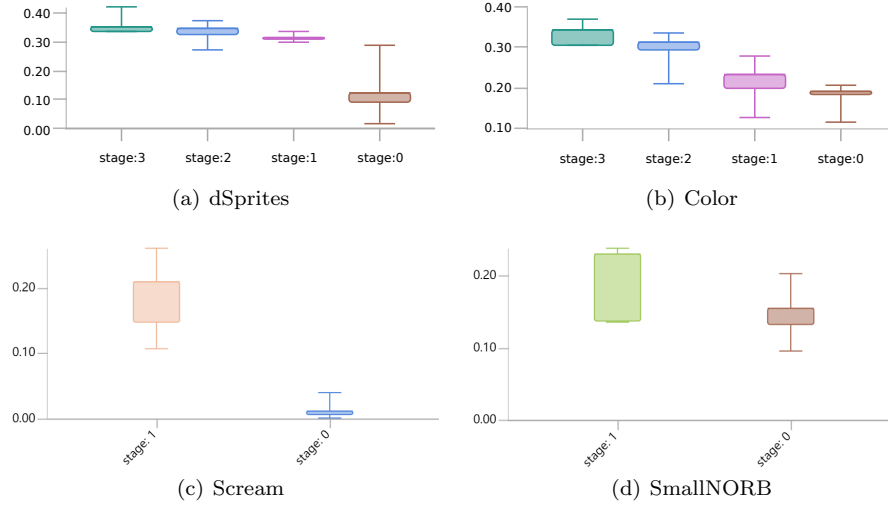 0.40
0.30
0.20
0.10
0.00
stage:3 stage:2 stage:1 stage:0
(a) dSprites
0.40
0.30
0.20
0.10
stage:3 stage:2 stage:1 stage:0
(b) Color
0.20
0.10
0.00
stage: 1 stage: 0
(c) Scream
0.20
0.10
0.00
stage: 1 stage: 0
(d) SmallNORB